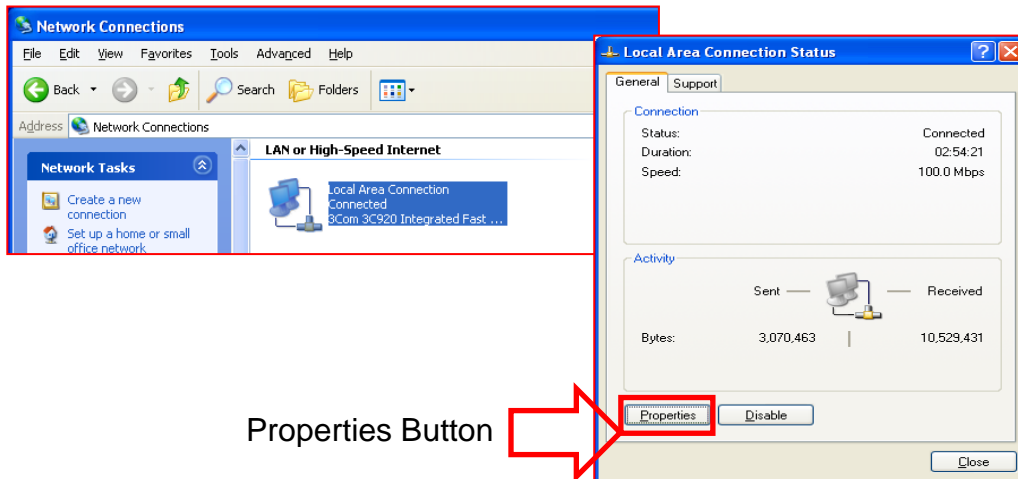 Network Connections
File Edit View Favorites Tools Advanced Help
Back Search Folders
Address Network Connections
Network Tasks
Create a new
connection
Set up a home or small
office network
LAN or High-Speed Internet
Local Area Connection
Connected
3Com 3C920 Integrated Fast ...
Local Area Connection Status
General Support
Connection
Status: Connected
Duration: 02:54:21
Speed: 100.0 Mbps
Activity
Sent Received
Bytes: 3,070,463 10,529,431
Properties Disable
Close
Properties Button